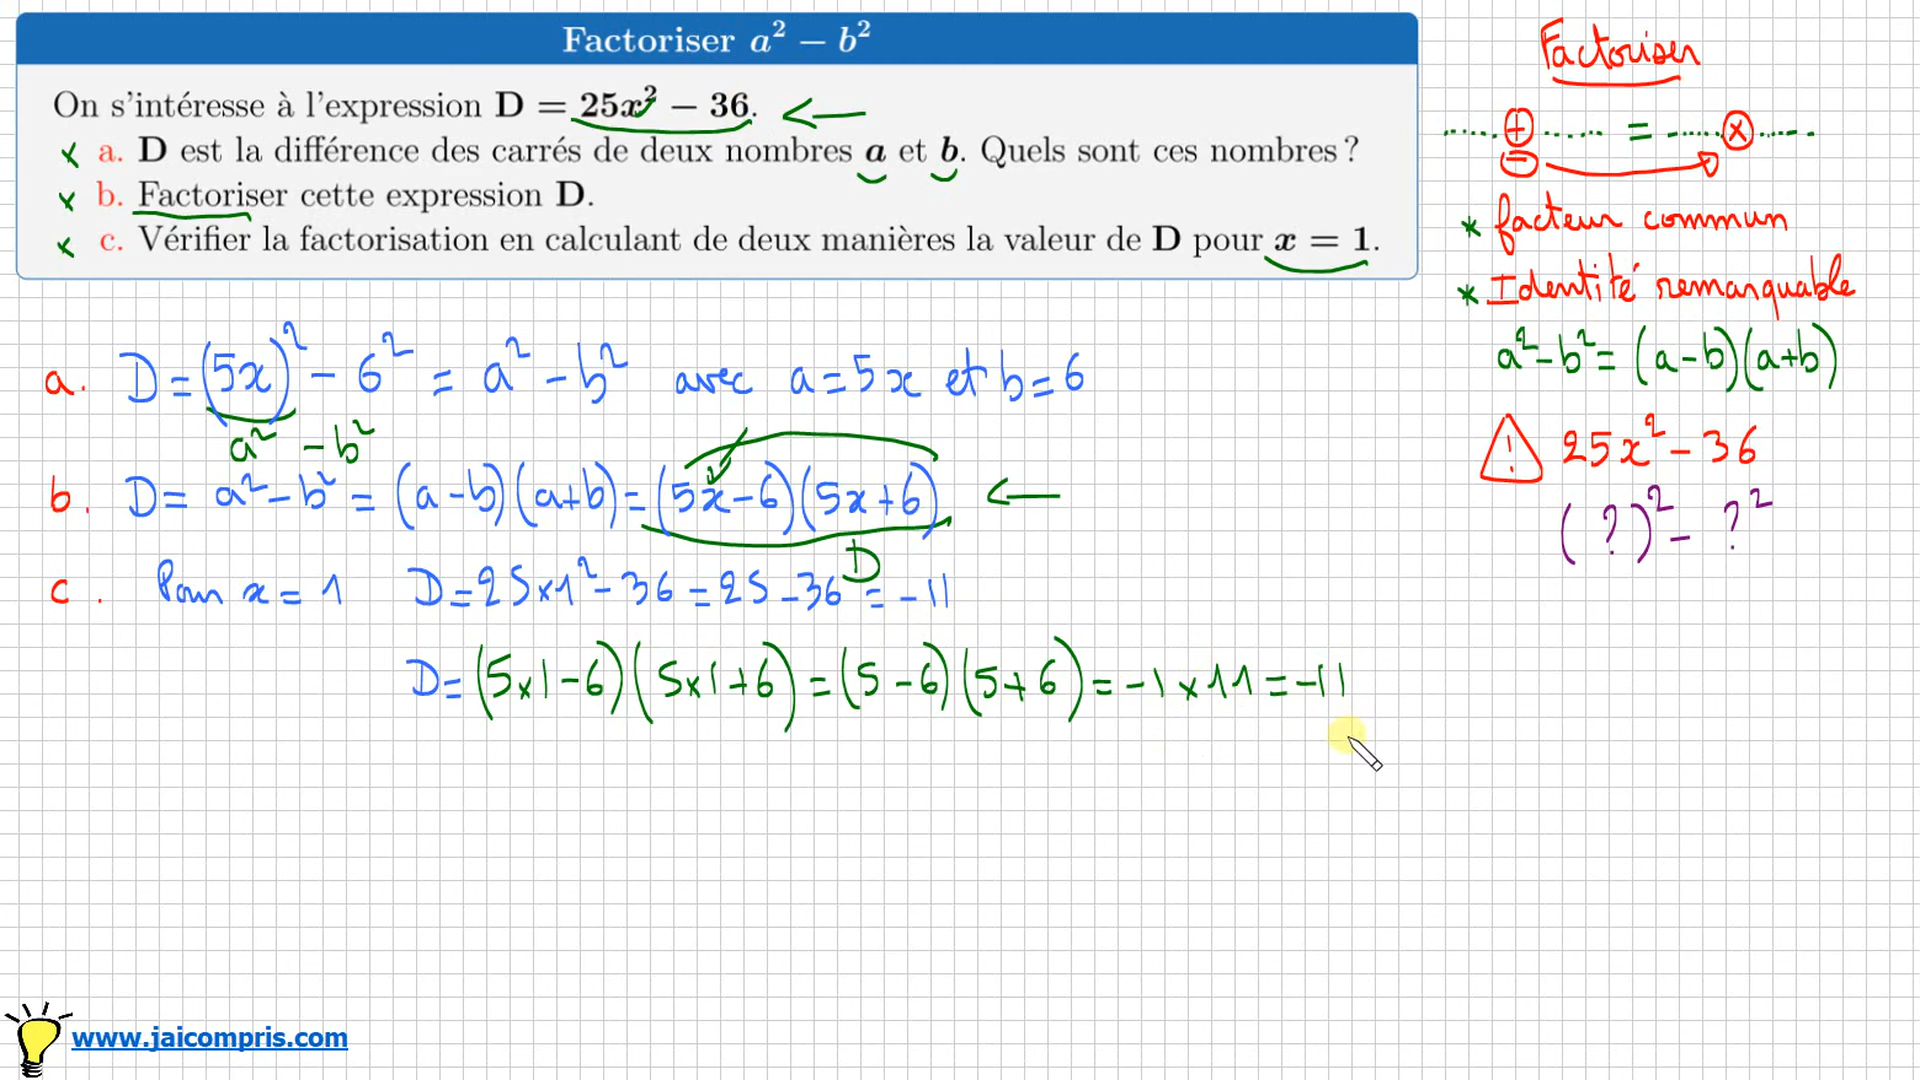 Factoriser a² − b²
On s'intéresse à l'expression D = 25x² − 36.
a. D est la différence des carrés de deux nombres a et b. Quels sont ces nombres ?
b. Factoriser cette expression D.
c. Vérifier la factorisation en calculant de deux manières la valeur de D pour x = 1.
a. D = (5x)² − 6² = a² − b² avec a = 5x et b = 6
a² − b²
b. D = a² − b² = (a − b)(a + b) = (5x − 6)(5x + 6)
D
c. Pour x = 1 D = 25 × 1² − 36 = 25 − 36 = −11
D = (5×1 − 6)(5×1 + 6) = (5 − 6)(5 + 6) = −1 × 11 = −11
Factoriser
..... + ..... = ..... × .....
−
* facteur commun
* Identité remarquable
a² − b² = (a − b)(a + b)
! 25x² − 36
( ? )² − ?²
www.jaicompris.com